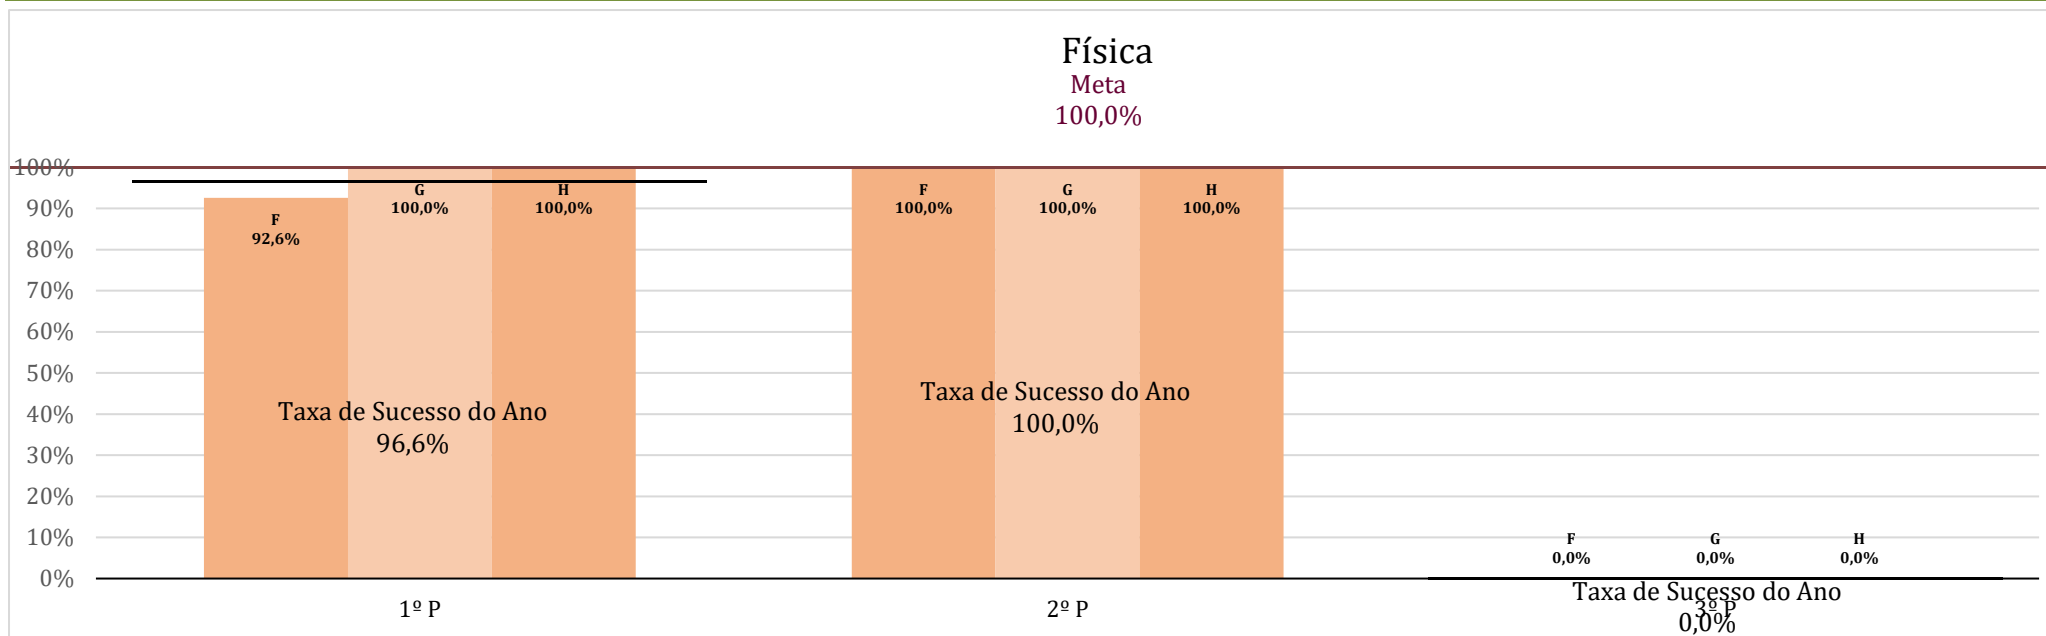 Física
Meta
100,0%
100%
90%
80%
70%
60%
50%
40%
30%
20%
10%
0%
F
92,6%
G
100,0%
H
100,0%
Taxa de Sucesso do Ano
96,6%
F
100,0%
G
100,0%
H
100,0%
Taxa de Sucesso do Ano
100,0%
F
0,0%
G
0,0%
H
0,0%
Taxa de Sucesso do Ano
0,0%
1º P
2º P
3º P